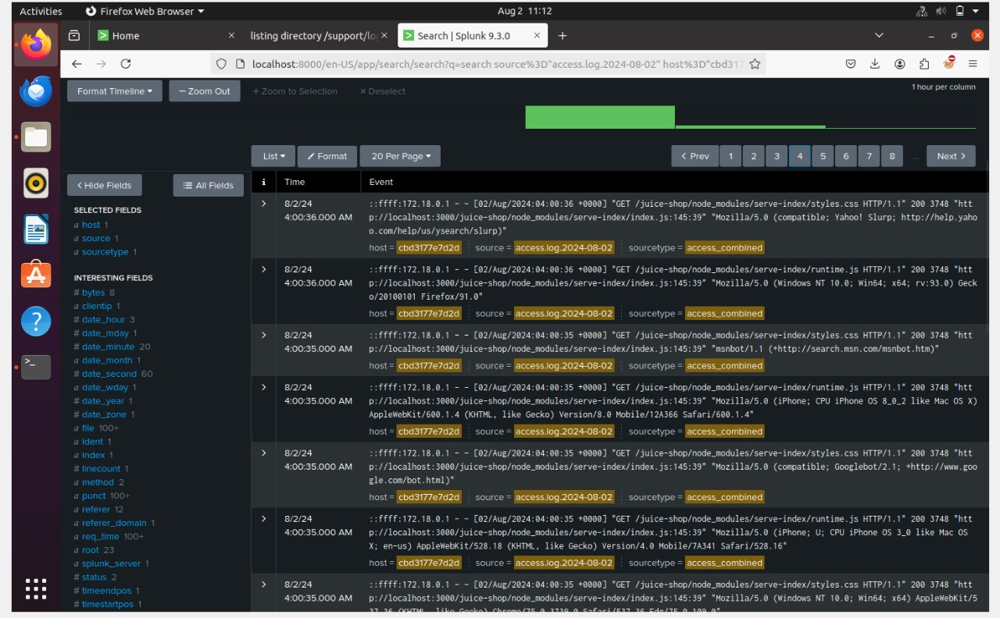 Activities
Firefox Web Browser
Aug 2 11:12
Home
listing directory /support/lo
Search | Splunk 9.3.0
localhost:8000/en-US/app/search/search?q=search source%3D"access.log.2024-08-02" host%3D"cbd317
Format Timeline
– Zoom Out
+ Zoom to Selection
× Deselect
1 hour per column
List
Format
20 Per Page
< Prev
1
2
3
4
5
6
7
8
...
Next >
< Hide Fields
All Fields
i
Time
Event
SELECTED FIELDS
a host 1
a source 1
a sourcetype 1
INTERESTING FIELDS
# bytes 8
a clientip 1
# date_hour 3
# date_mday 1
# date_minute 20
a date_month 1
# date_second 60
a date_wday 1
# date_year 1
# date_zone 1
a file 100+
a ident 1
a index 1
# linecount 1
a method 2
a punct 100+
a referer 12
a referer_domain 1
a req_time 100+
a root 23
a splunk_server 1
# status 2
# timeendpos 1
# timestartpos 1
8/2/24
4:00:36.000 AM
::ffff:172.18.0.1 - - [02/Aug/2024:04:00:36 +0000] "GET /juice-shop/node_modules/serve-index/styles.css HTTP/1.1" 200 3748 "htt
p://localhost:3000/juice-shop/node_modules/serve-index/index.js:145:39" "Mozilla/5.0 (compatible; Yahoo! Slurp; http://help.yaho
o.com/help/us/ysearch/slurp)"
host = cbd3177e7d2d source = access.log.2024-08-02 sourcetype = access_combined
8/2/24
4:00:36.000 AM
::ffff:172.18.0.1 - - [02/Aug/2024:04:00:36 +0000] "GET /juice-shop/node_modules/serve-index/runtime.js HTTP/1.1" 200 3748 "htt
p://localhost:3000/juice-shop/node_modules/serve-index/index.js:145:39" "Mozilla/5.0 (Windows NT 10.0; Win64; x64; rv:93.0) Geck
o/20100101 Firefox/91.0"
host = cbd3177e7d2d source = access.log.2024-08-02 sourcetype = access_combined
8/2/24
4:00:35.000 AM
::ffff:172.18.0.1 - - [02/Aug/2024:04:00:35 +0000] "GET /juice-shop/node_modules/serve-index/styles.css HTTP/1.1" 200 3748 "htt
p://localhost:3000/juice-shop/node_modules/serve-index/index.js:145:39" "msnbot/1.1 (+http://search.msn.com/msnbot.htm)"
host = cbd3177e7d2d source = access.log.2024-08-02 sourcetype = access_combined
8/2/24
4:00:35.000 AM
::ffff:172.18.0.1 - - [02/Aug/2024:04:00:35 +0000] "GET /juice-shop/node_modules/serve-index/runtime.js HTTP/1.1" 200 3748 "htt
p://localhost:3000/juice-shop/node_modules/serve-index/index.js:145:39" "Mozilla/5.0 (iPhone; CPU iPhone OS 8_0_2 like Mac OS X)
AppleWebKit/600.1.4 (KHTML, like Gecko) Version/8.0 Mobile/12A366 Safari/600.1.4"
host = cbd3177e7d2d source = access.log.2024-08-02 sourcetype = access_combined
8/2/24
4:00:35.000 AM
::ffff:172.18.0.1 - - [02/Aug/2024:04:00:35 +0000] "GET /juice-shop/node_modules/serve-index/styles.css HTTP/1.1" 200 3748 "htt
p://localhost:3000/juice-shop/node_modules/serve-index/index.js:145:39" "Mozilla/5.0 (compatible; Googlebot/2.1; +http://www.goo
gle.com/bot.html)"
host = cbd3177e7d2d source = access.log.2024-08-02 sourcetype = access_combined
8/2/24
4:00:35.000 AM
::ffff:172.18.0.1 - - [02/Aug/2024:04:00:35 +0000] "GET /juice-shop/node_modules/serve-index/runtime.js HTTP/1.1" 200 3748 "htt
p://localhost:3000/juice-shop/node_modules/serve-index/index.js:145:39" "Mozilla/5.0 (iPhone; U; CPU iPhone OS 3_0 like Mac OS
X; en-us) AppleWebKit/528.18 (KHTML, like Gecko) Version/4.0 Mobile/7A341 Safari/528.16"
host = cbd3177e7d2d source = access.log.2024-08-02 sourcetype = access_combined
8/2/24
4:00:35.000 AM
::ffff:172.18.0.1 - - [02/Aug/2024:04:00:35 +0000] "GET /juice-shop/node_modules/serve-index/styles.css HTTP/1.1" 200 3748 "htt
p://localhost:3000/juice-shop/node_modules/serve-index/index.js:145:39" "Mozilla/5.0 (Windows NT 10.0; Win64; x64) AppleWebKit/5
37.36 (KHTML, like Gecko) Chrome/75.0.3739.0 Safari/537.36 Edg/75.0.109.0"